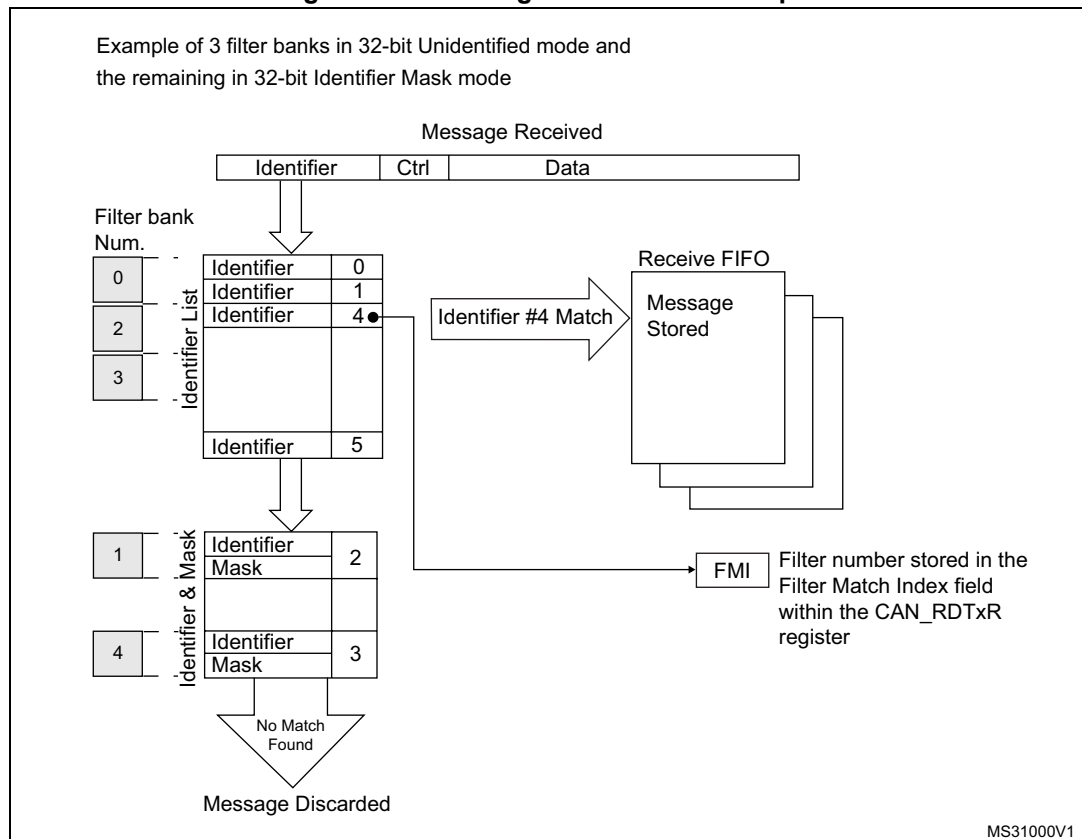 Example of 3 filter banks in 32-bit Unidentified mode and
the remaining in 32-bit Identifier Mask mode
Message Received
Identifier Ctrl Data
Filter bank
Num.
0
2
3
Identifier List
Identifier 0
Identifier 1
Identifier 4
Identifier 5
Identifier #4 Match
Receive FIFO
Message
Stored
1
4
Identifier & Mask
Identifier
Mask
2
Identifier
Mask
3
FMI
Filter number stored in the
Filter Match Index field
within the CAN_RDTxR
register
No Match
Found
Message Discarded
MS31000V1